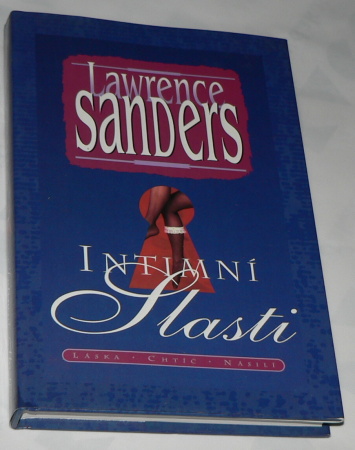 Lawrence
SANDERS
INTIMNÍ
Slasti
LÁSKA · CHTÍČ · NÁSILÍ